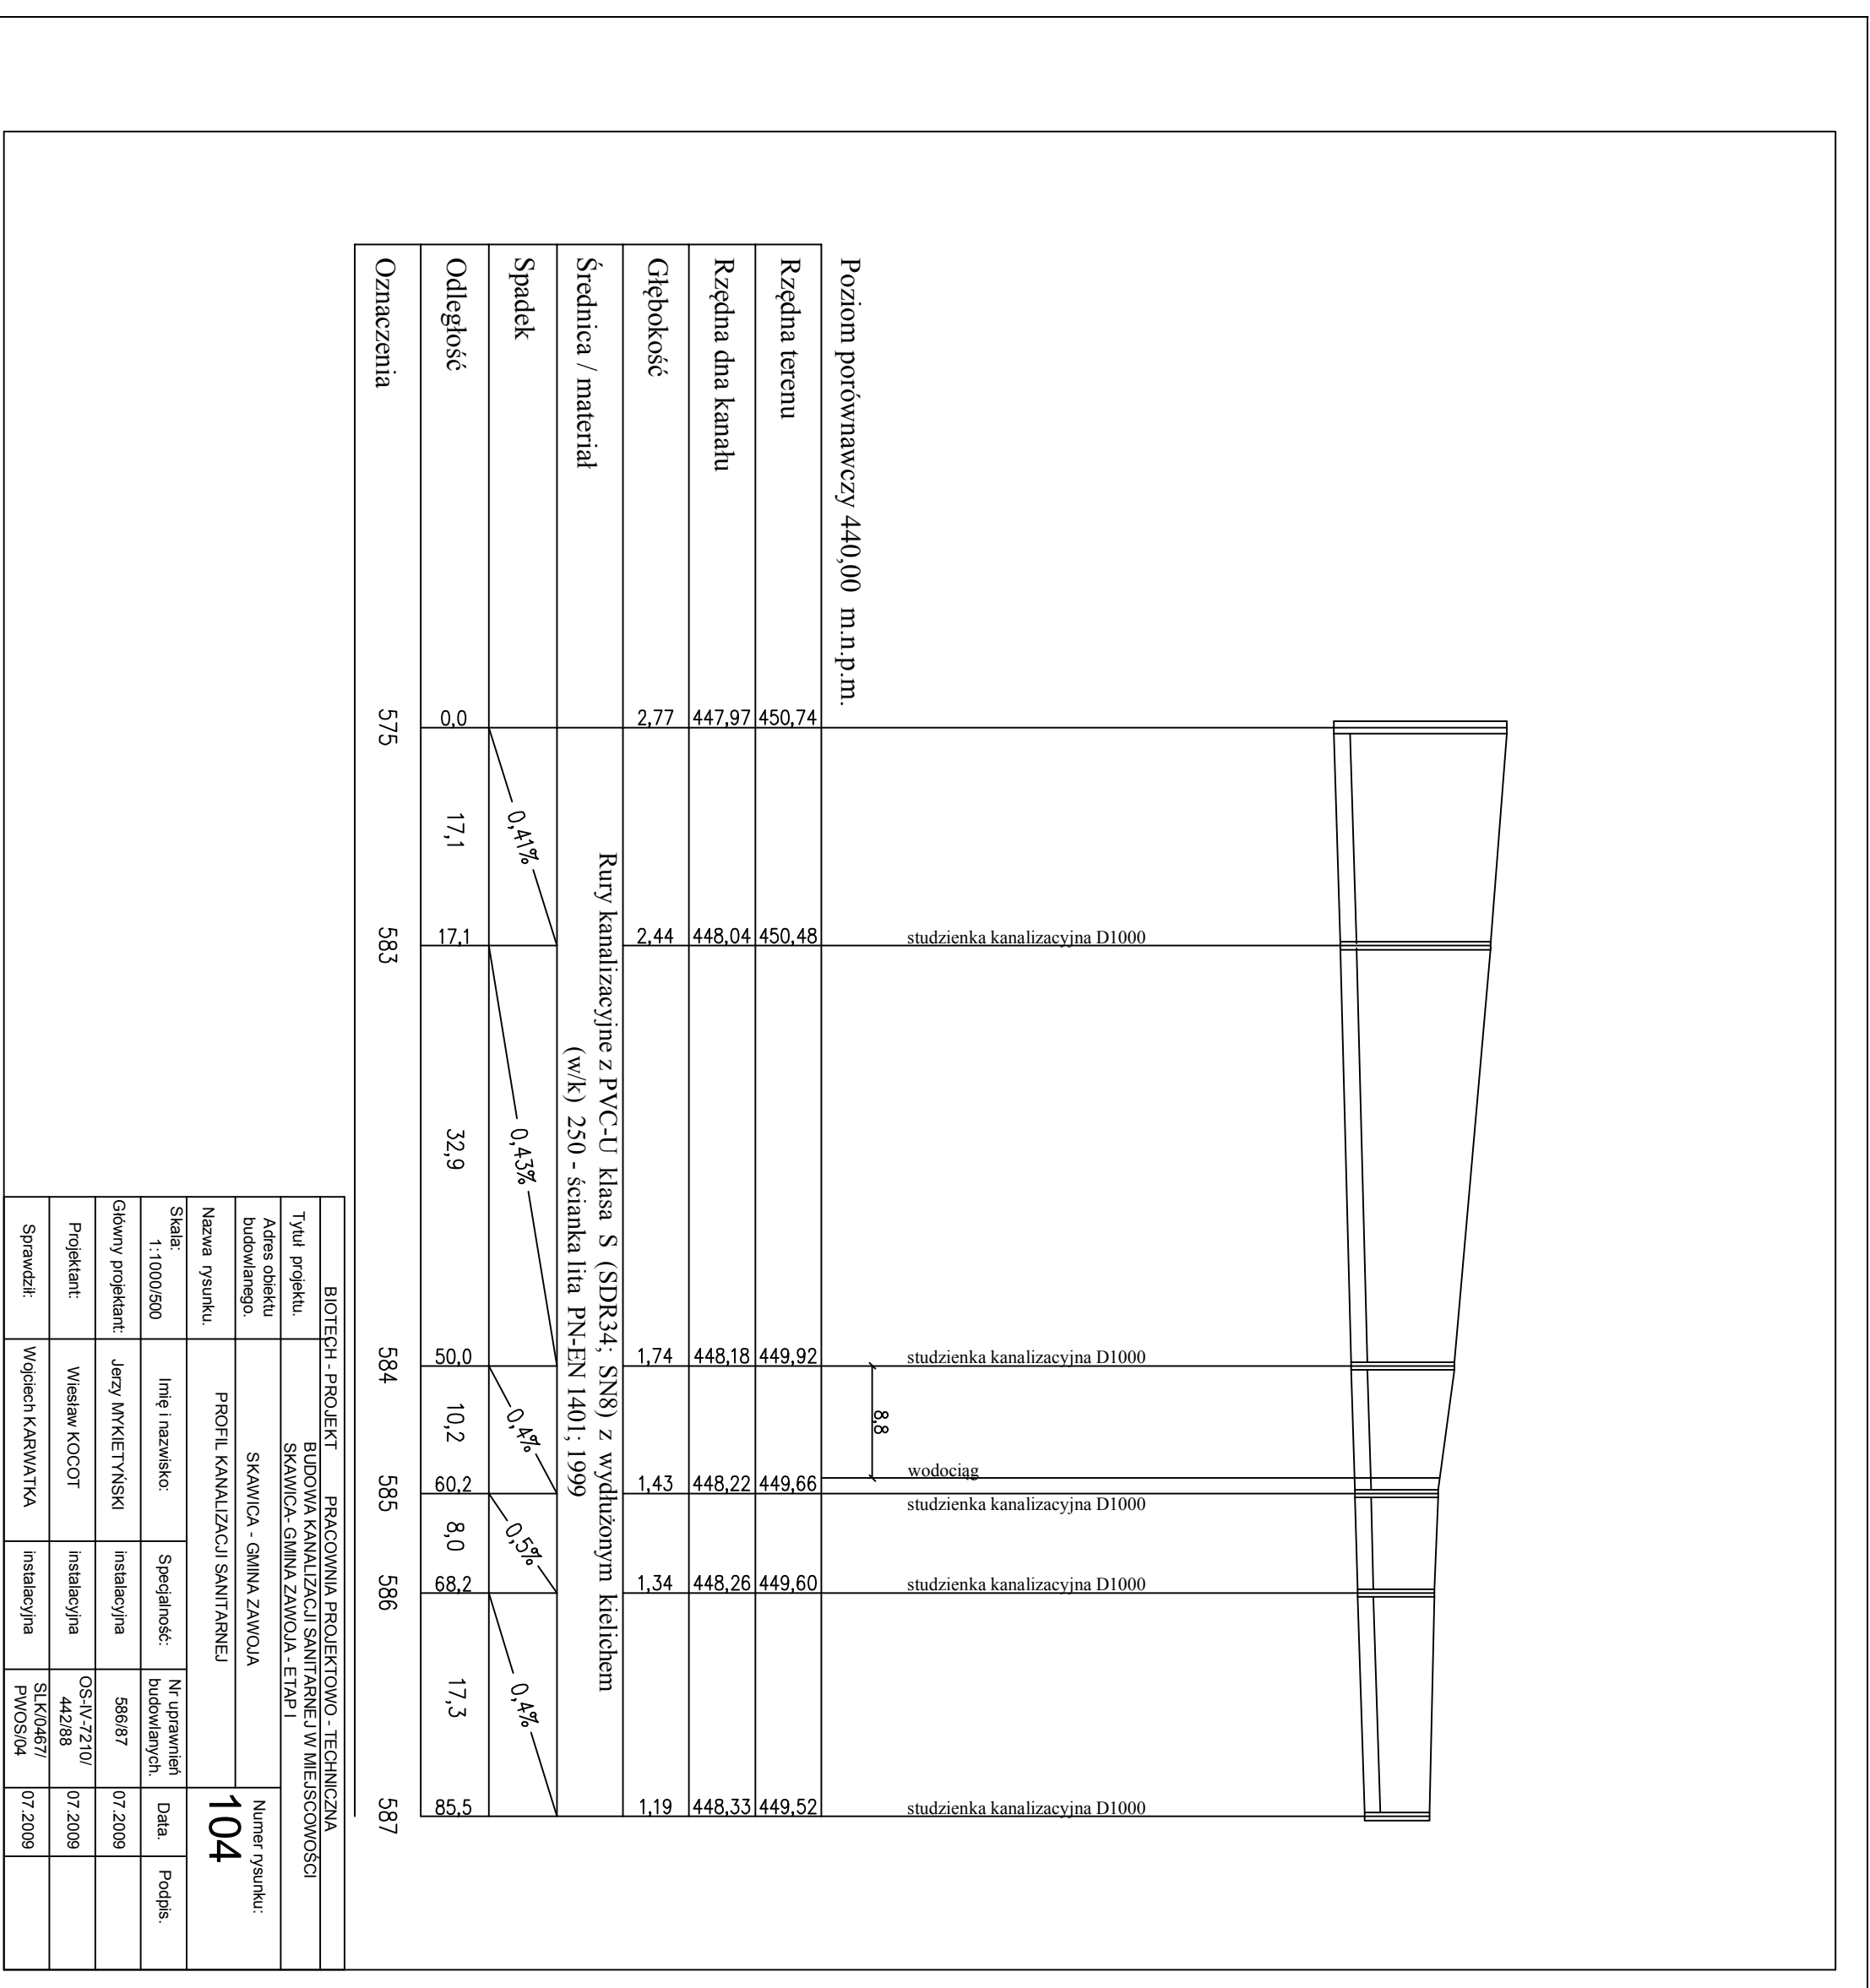 studzienka kanalizacyjna D1000
studzienka kanalizacyjna D1000
wodociąg
studzienka kanalizacyjna D1000
studzienka kanalizacyjna D1000
studzienka kanalizacyjna D1000
8,8
Poziom porównawczy 440,00 m.n.p.m.
Rzędna terenu 450,74 450,48 449,92 449,66 449,60 449,52
Rzędna dna kanału 447,97 448,04 448,18 448,22 448,26 448,33
Głębokość 2,77 2,44 1,74 1,43 1,34 1,19
Średnica / materiał
Rury kanalizacyjne z PVC-U klasa S (SDR34; SN8) z wydłużonym kielichem
(w/k) 250 - ścianka lita PN-EN 1401; 1999
Spadek 0,41% 0,43% 0,4% 0,5% 0,4%
Odległość 0,0 17,1 17,1 32,9 50,0 10,2 60,2 8,0 68,2 17,3 85,5
Oznaczenia 575 583 584 585 586 587
BIOTECH - PROJEKT PRACOWNIA PROJEKTOWO - TECHNICZNA
Tytuł projektu.
BUDOWA KANALIZACJI SANITARNEJ W MIEJSCOWOŚCI
SKAWICA- GMINA ZAWOJA - ETAP I
Adres obiektu
budowlanego.
SKAWICA - GMINA ZAWOJA
Numer rysunku:
104
Nazwa rysunku.
PROFIL KANALIZACJI SANITARNEJ
Skala:
1:1000/500
Imię i nazwisko:
Specjalność:
Nr uprawnień
budowlanych.
Data.
Podpis.
Główny projektant: Jerzy MYKIETYŃSKI instalacyjna 586/87 07.2009
Projektant: Wiesław KOCOT instalacyjna
OS-IV-7210/
442/88
07.2009
Sprawdził: Wojciech KARWATKA instalacyjna
SLK/0467/
PWOS/04
07.2009